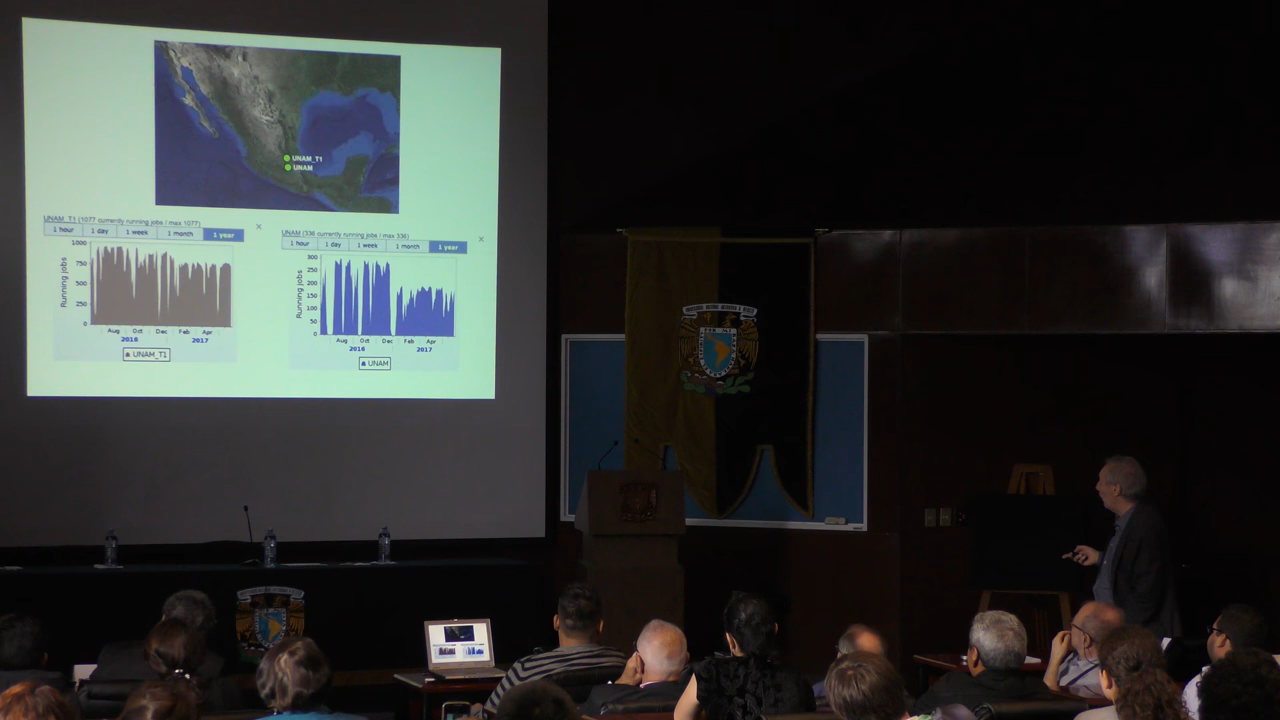 UNAM_T1
UNAM
UNAM_T1 (1077 currently running jobs / max 1077)
1 hour 1 day 1 week 1 month 1 year
Running jobs
1000
750
500
250
0
Aug Oct Dec Feb Apr
2016 2017
UNAM_T1
UNAM (336 currently running jobs / max 336)
1 hour 1 day 1 week 1 month 1 year
Running jobs
300
250
200
150
100
50
0
Aug Oct Dec Feb Apr
2016 2017
UNAM